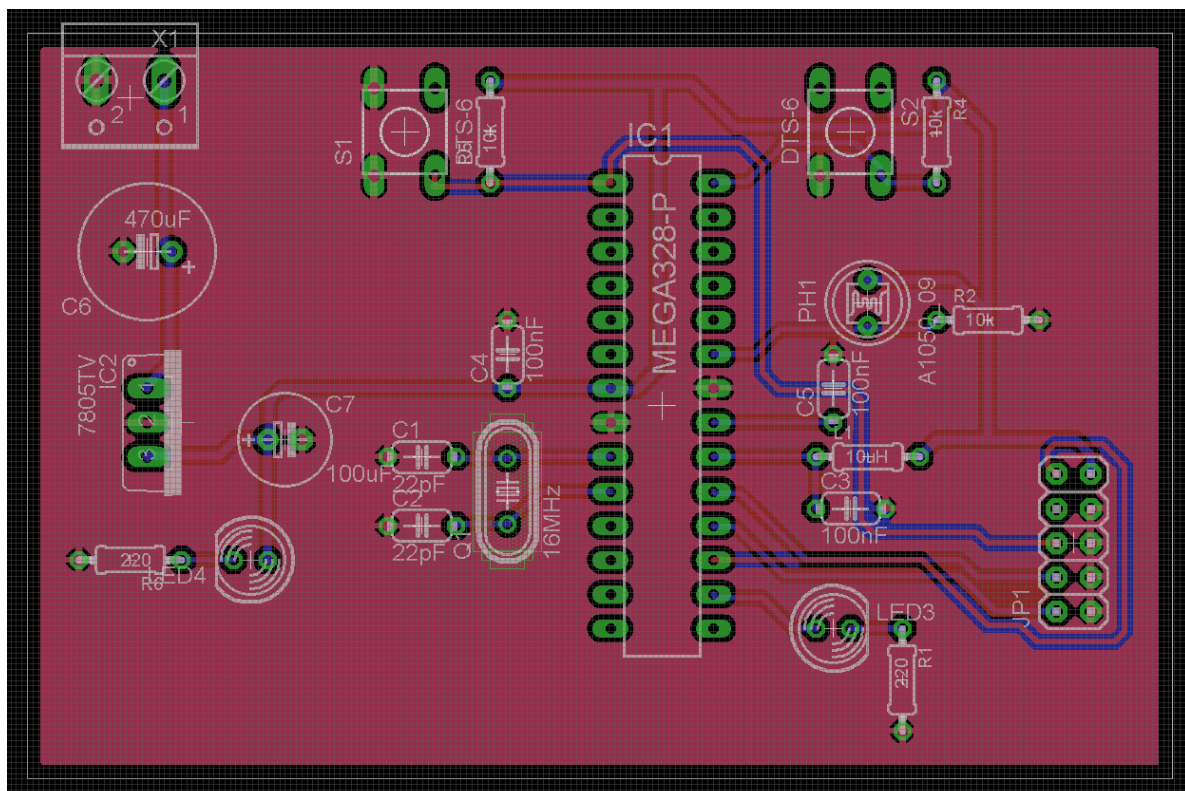 X1
2
1
S1
DTS-6
10k
IC1
DTS-6
S2
10k
R4
470uF
+
C6
MEGA328-P
PH1
A1050
09
R2
10k
7805TV
IC2
C7
+
100uF
C4
100nF
C5
100nF
C1
22pF
C2
22pF
Q
16MHz
10uH
C3
100nF
220
R6
LED4
JP1
LED3
220
R1